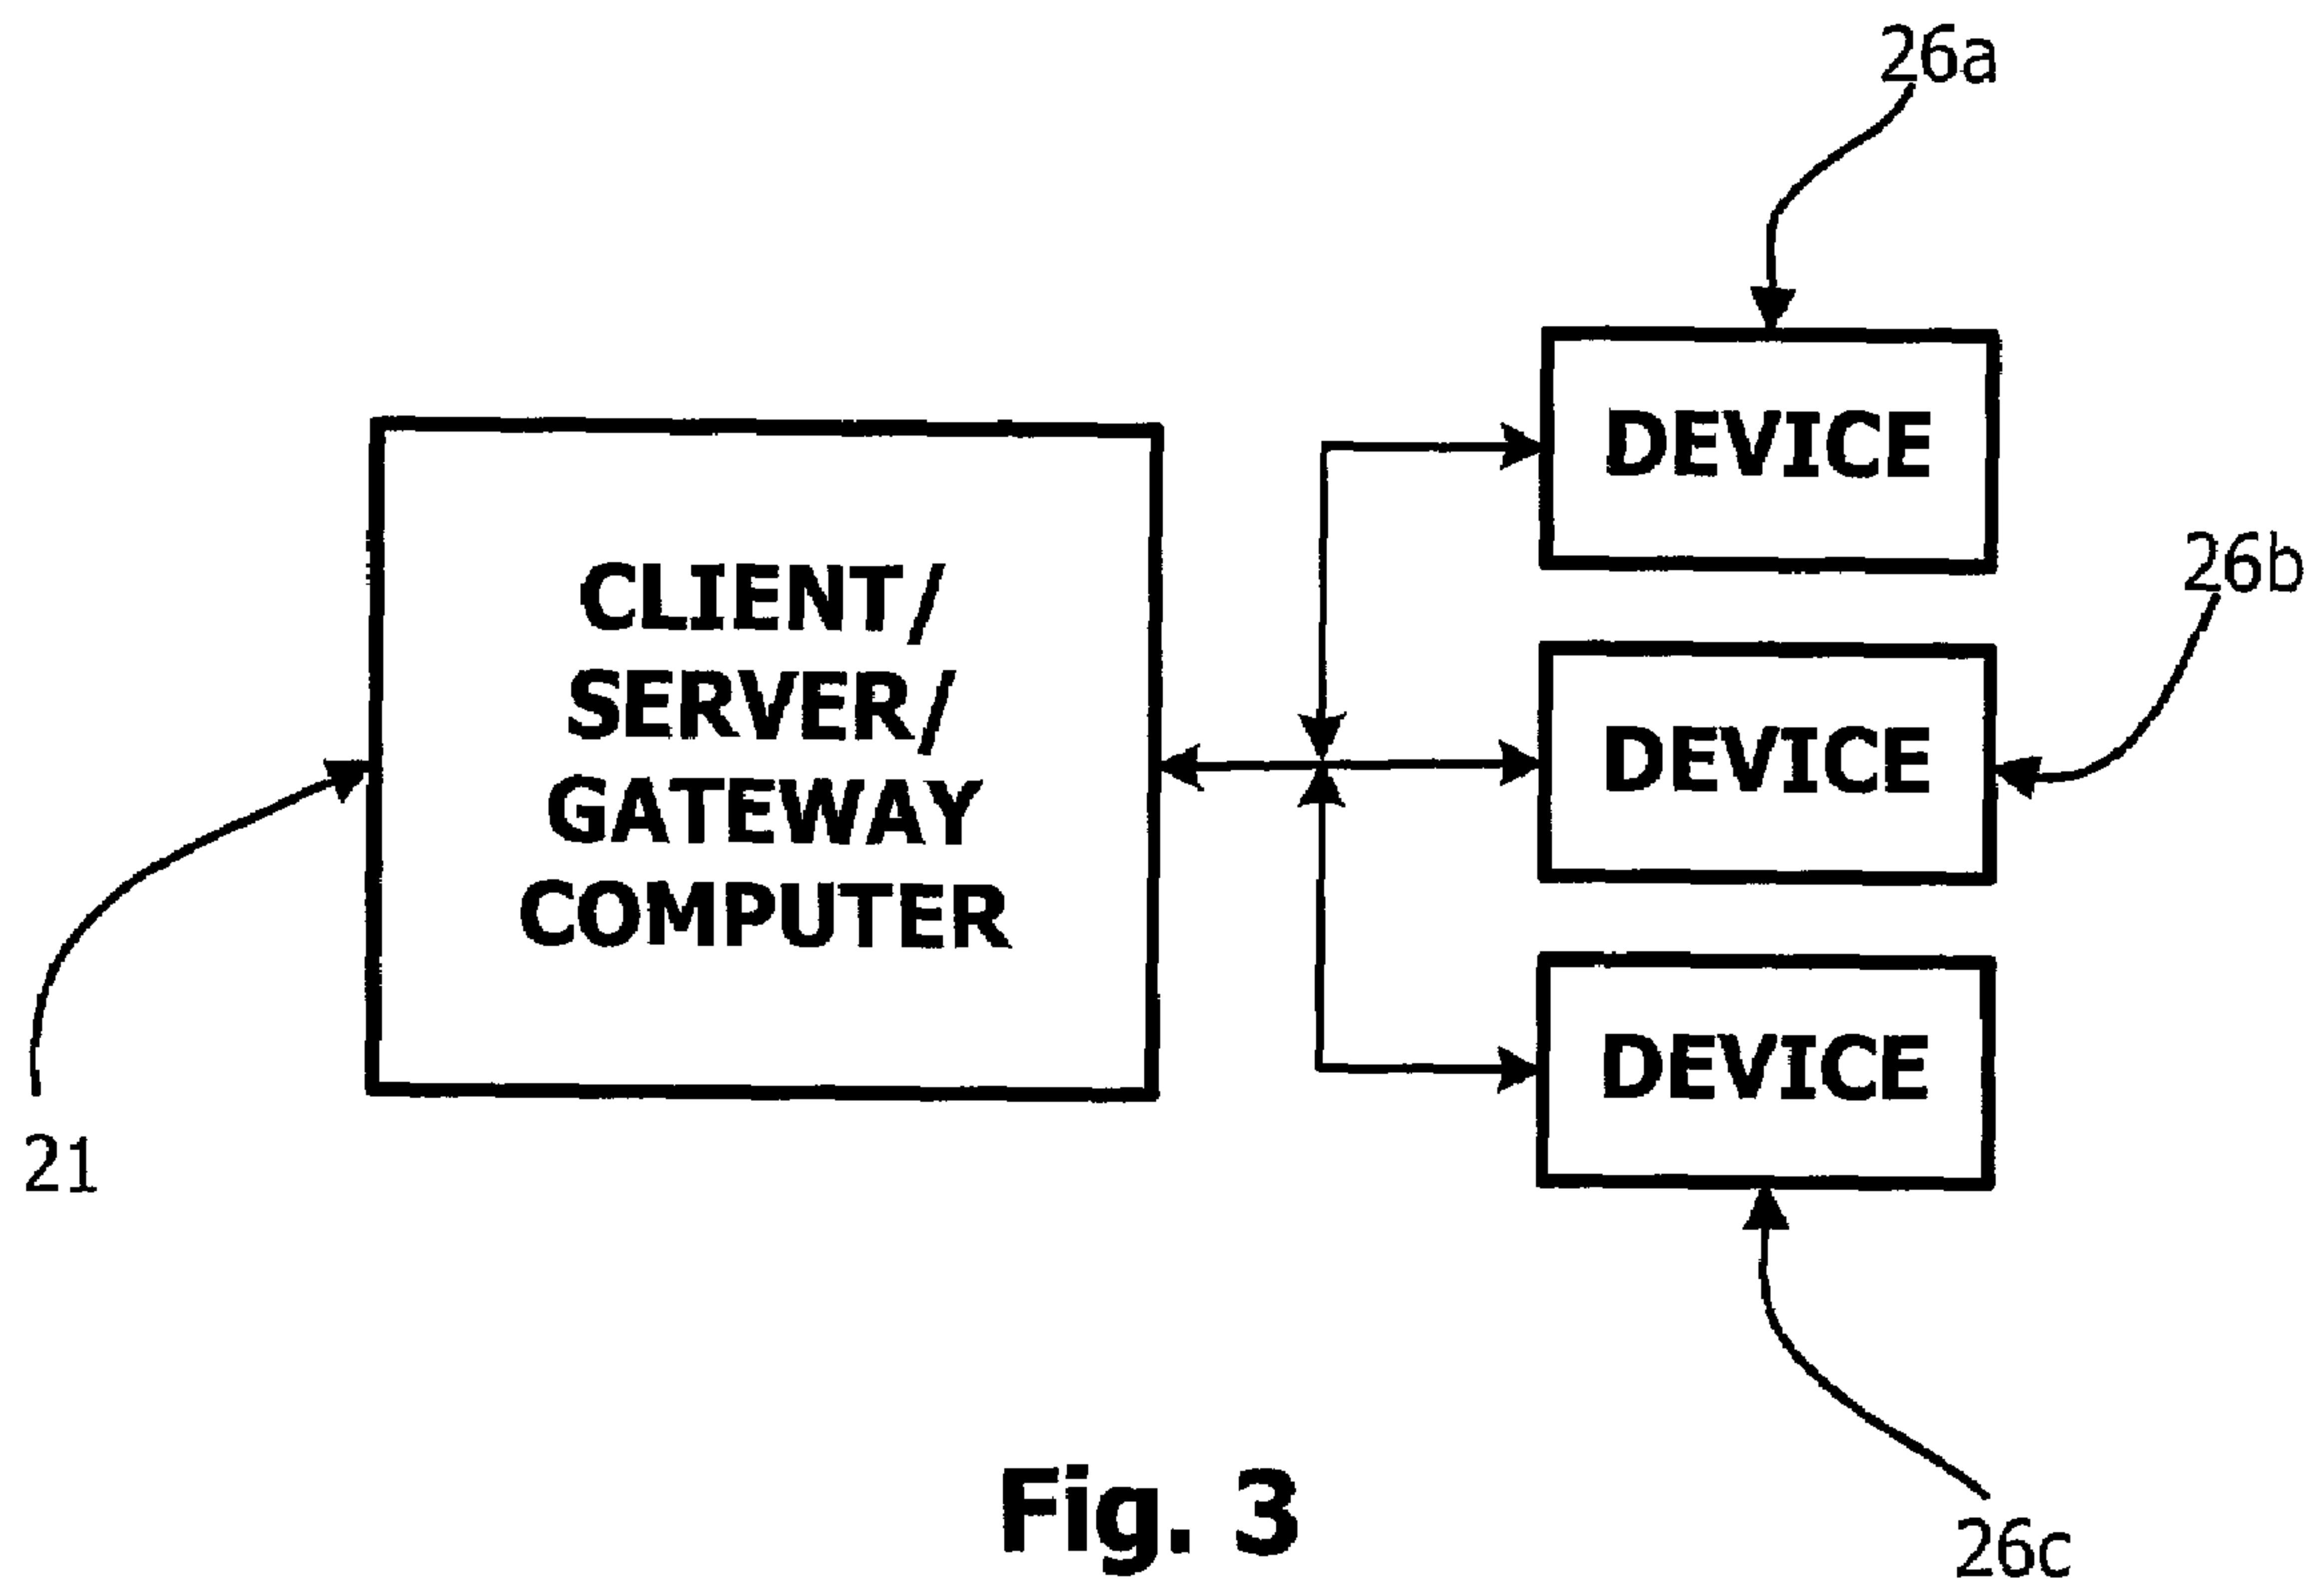 26a
DEVICE
26b
CLIENT/
SERVER/
GATEWAY
COMPUTER
DEVICE
DEVICE
21
26c
Fig. 3